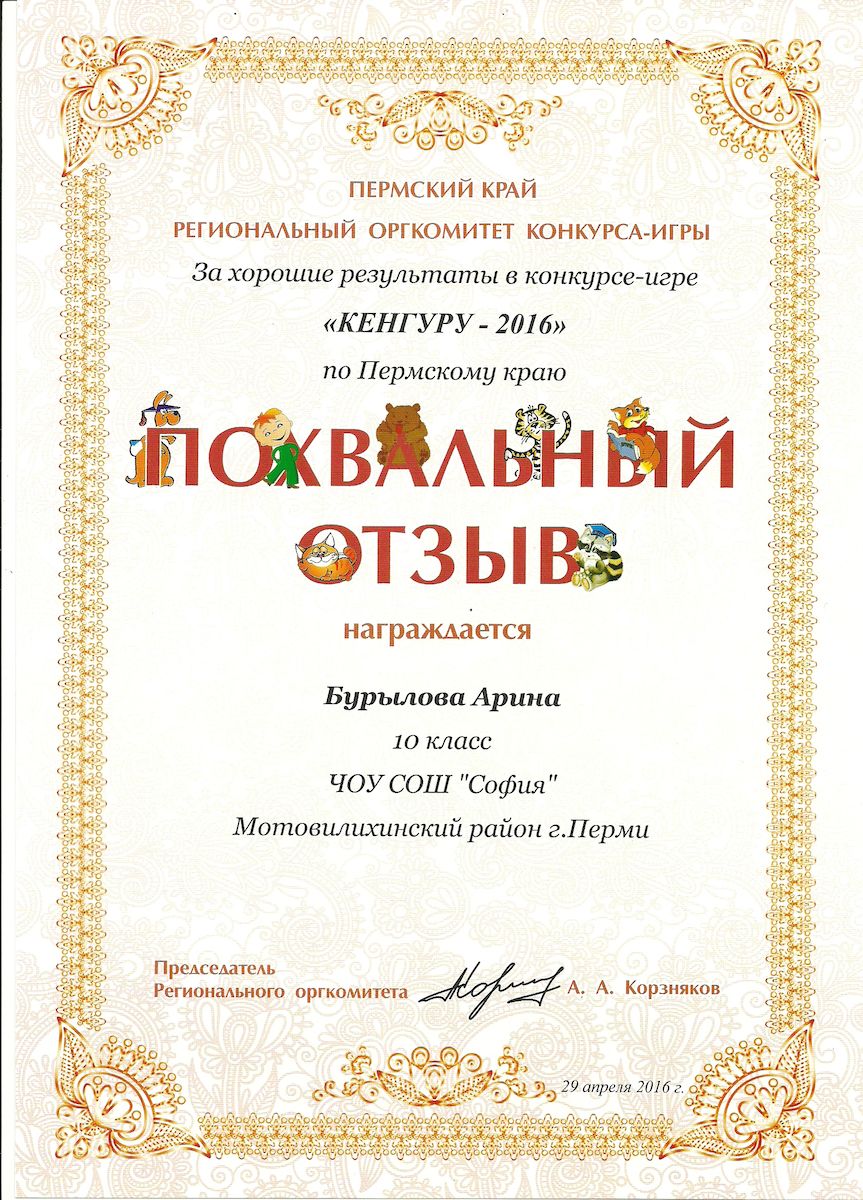 ПЕРМСКИЙ КРАЙ
РЕГИОНАЛЬНЫЙ ОРГКОМИТЕТ КОНКУРСА-ИГРЫ
За хорошие результаты в конкурсе-игре
«КЕНГУРУ - 2016»
по Пермскому краю
ПОХВАЛЬНЫЙ
ОТЗЫВ
награждается
Бурылова Арина
10 класс
ЧОУ СОШ "София"
Мотовилихинский район г.Перми
Председатель
Регионального оргкомитета
А. А. Корзняков
29 апреля 2016 г.